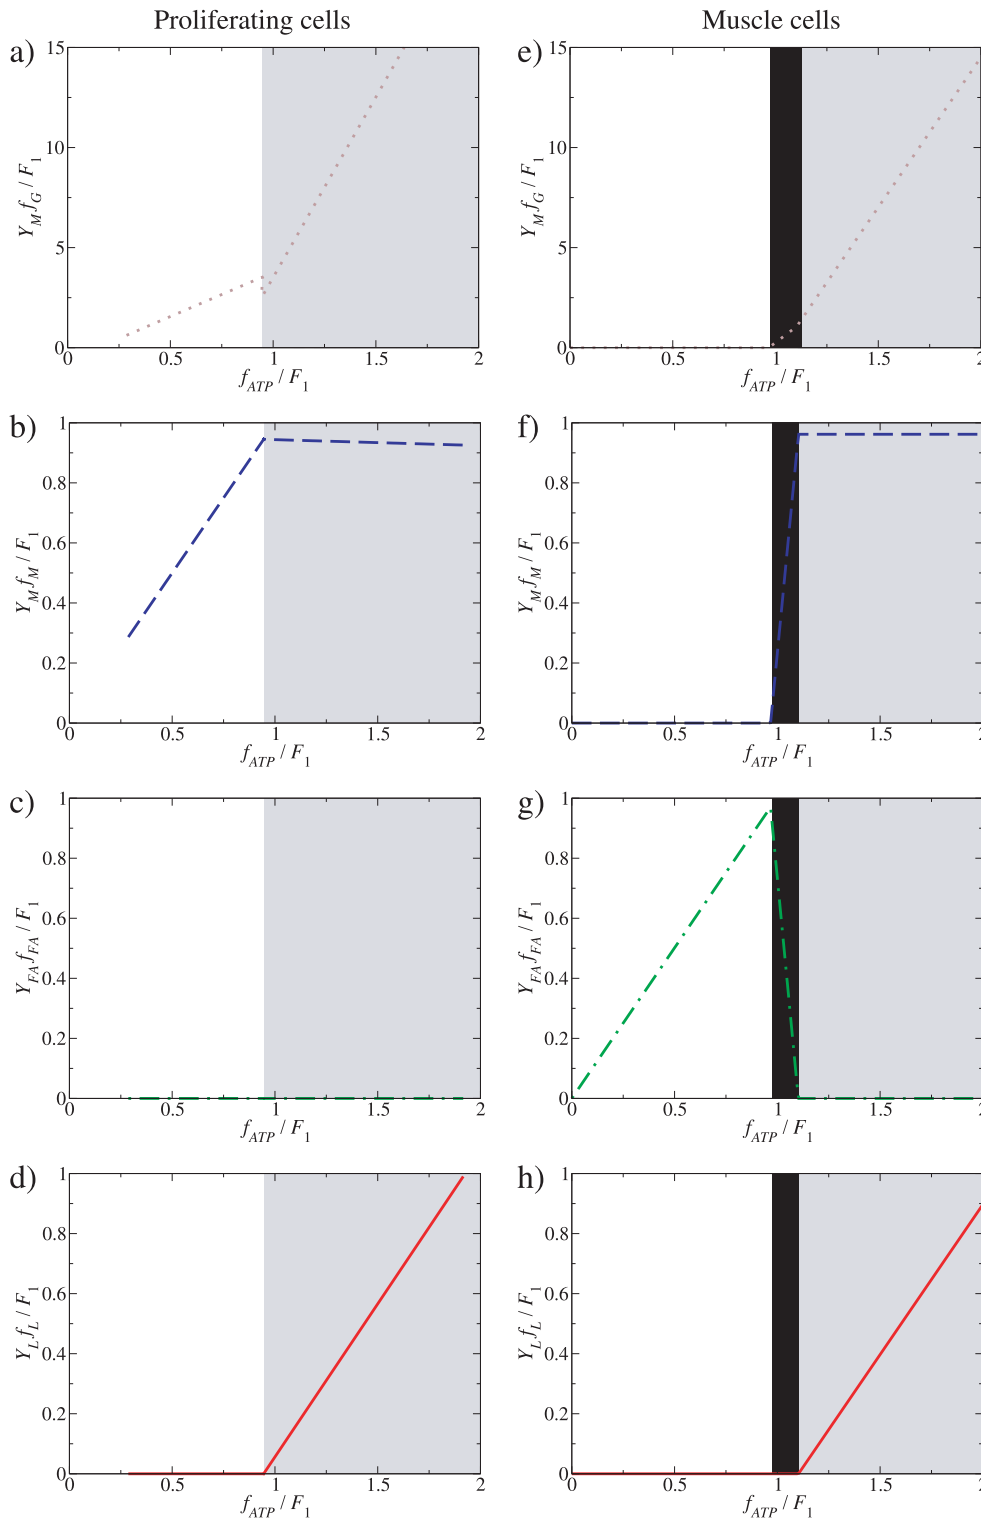 Proliferating cells
Muscle cells
a)
15
10
5
0
Y_M f_G / F_1
0 0.5 1 1.5 2
f_ATP / F_1
e)
15
10
5
0
Y_M f_G / F_1
0 0.5 1 1.5 2
f_ATP / F_1
b)
1
0.8
0.6
0.4
0.2
0
Y_M f_M / F_1
0 0.5 1 1.5 2
f_ATP / F_1
f)
1
0.8
0.6
0.4
0.2
0
Y_M f_M / F_1
0 0.5 1 1.5 2
f_ATP / F_1
c)
1
0.8
0.6
0.4
0.2
0
Y_FA f_FA / F_1
0 0.5 1 1.5 2
f_ATP / F_1
g)
1
0.8
0.6
0.4
0.2
0
Y_FA f_FA / F_1
0 0.5 1 1.5 2
f_ATP / F_1
d)
1
0.8
0.6
0.4
0.2
0
Y_L f_L / F_1
0 0.5 1 1.5 2
f_ATP / F_1
h)
1
0.8
0.6
0.4
0.2
0
Y_L f_L / F_1
0 0.5 1 1.5 2
f_ATP / F_1